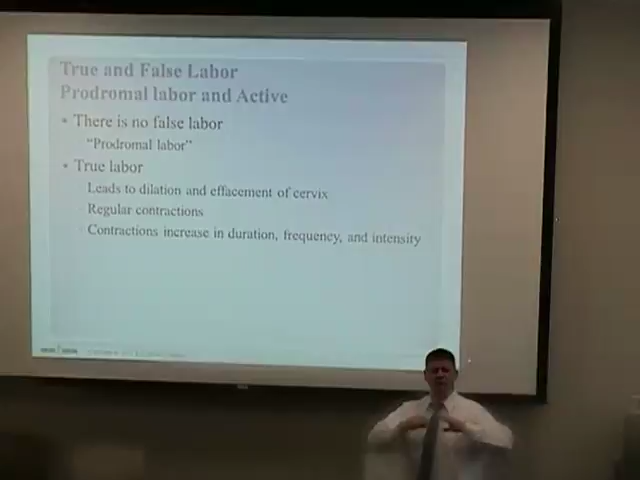 True and False Labor
Prodromal labor and Active
• There is no false labor
"Prodromal labor"
• True labor
Leads to dilation and effacement of cervix
Regular contractions
Contractions increase in duration, frequency, and intensity